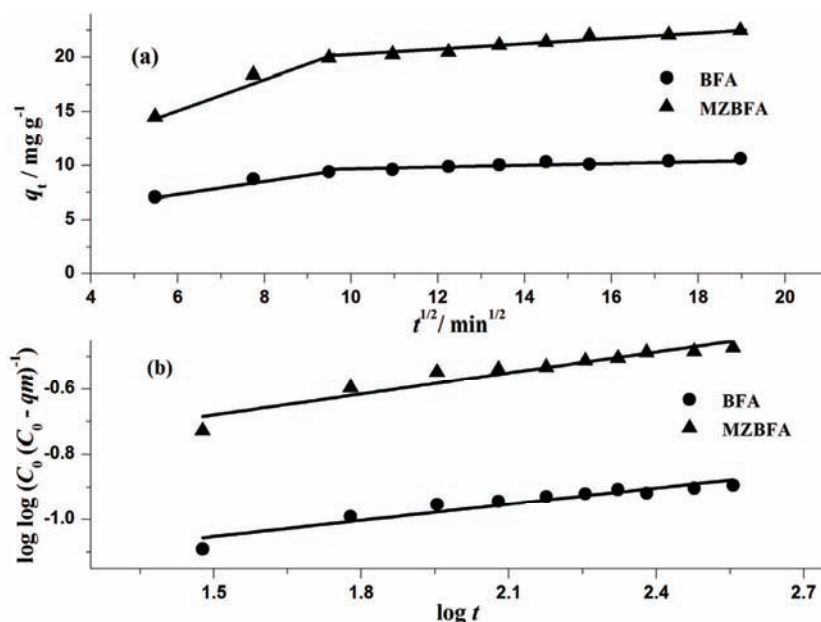 (a)
BFA
MZBFA
q_t / mg g^-1
20
15
10
5
0
4 6 8 10 12 14 16 18 20
t^1/2 / min^1/2
(b)
BFA
MZBFA
log log (C_0 (C_0 - qm)^-1
-0.6
-0.8
-1.0
1.5 1.8 2.1 2.4 2.7
log t